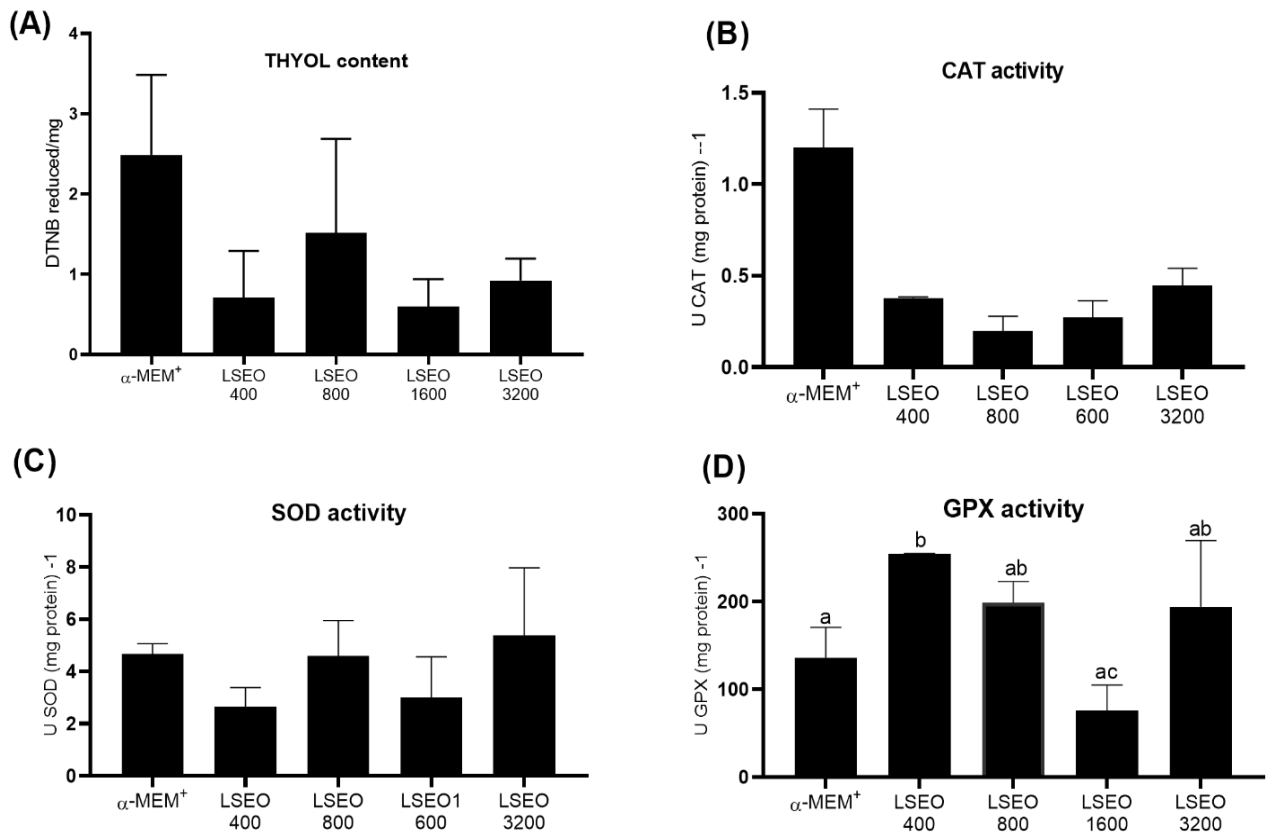 (A)
THYOL content
DTNB reduced/mg
4
3
2
1
0
α-MEM+
LSEO
400
LSEO
800
LSEO
1600
LSEO
3200
(B)
CAT activity
U CAT (mg protein) --1
1.5
1.0
0.5
0.0
α-MEM+
LSEO
400
LSEO
800
LSEO
600
LSEO
3200
(C)
SOD activity
U SOD (mg protein) -1
10
8
6
4
2
0
α-MEM+
LSEO
400
LSEO
800
LSEO1
600
LSEO
3200
(D)
GPX activity
U GPX (mg protein) -1
300
200
100
0
a
b
ab
ac
ab
α-MEM+
LSEO
400
LSEO
800
LSEO
1600
LSEO
3200